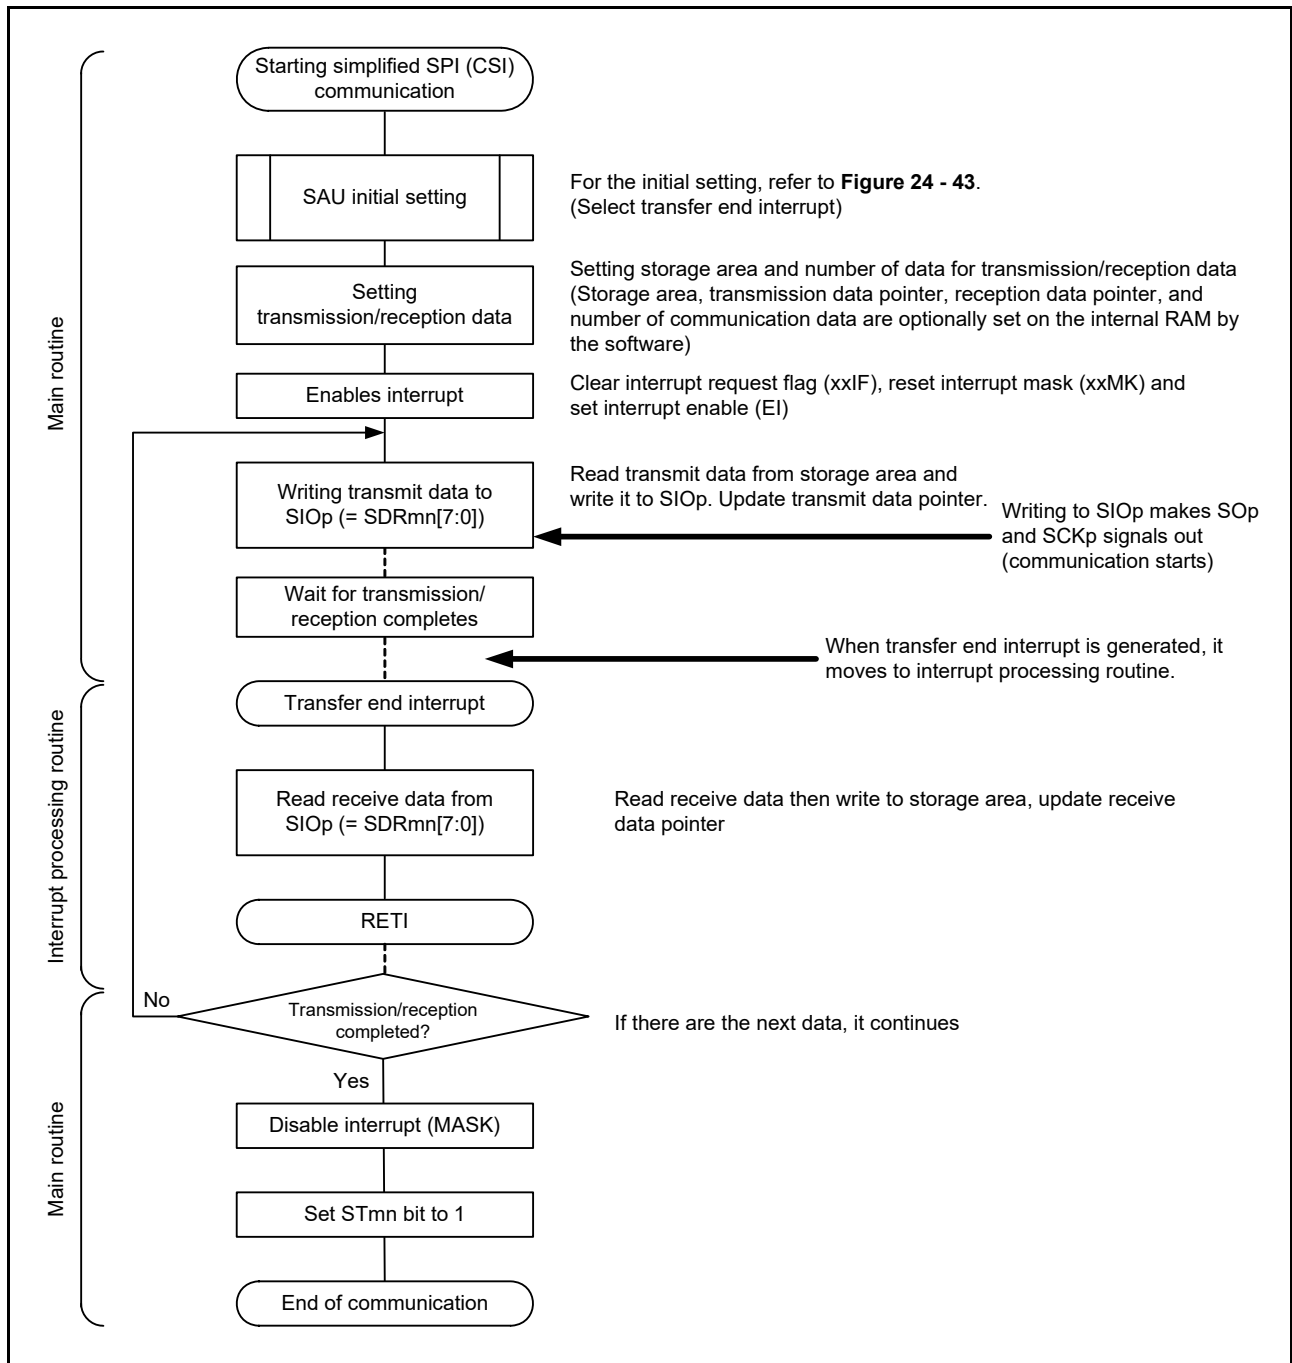 Starting simplified SPI (CSI)
communication
SAU initial setting
For the initial setting, refer to Figure 24 - 43.
(Select transfer end interrupt)
Setting
transmission/reception data
Setting storage area and number of data for transmission/reception data
(Storage area, transmission data pointer, reception data pointer, and
number of communication data are optionally set on the internal RAM by
the software)
Enables interrupt
Clear interrupt request flag (xxIF), reset interrupt mask (xxMK) and
set interrupt enable (EI)
Main routine
Writing transmit data to
SIOp (= SDRmn[7:0])
Read transmit data from storage area and
write it to SIOp. Update transmit data pointer.
Writing to SIOp makes SOp
and SCKp signals out
(communication starts)
Wait for transmission/
reception completes
When transfer end interrupt is generated, it
moves to interrupt processing routine.
Transfer end interrupt
Interrupt processing routine
Read receive data from
SIOp (= SDRmn[7:0])
Read receive data then write to storage area, update receive
data pointer
RETI
No
Transmission/reception
completed?
If there are the next data, it continues
Yes
Main routine
Disable interrupt (MASK)
Set STmn bit to 1
End of communication